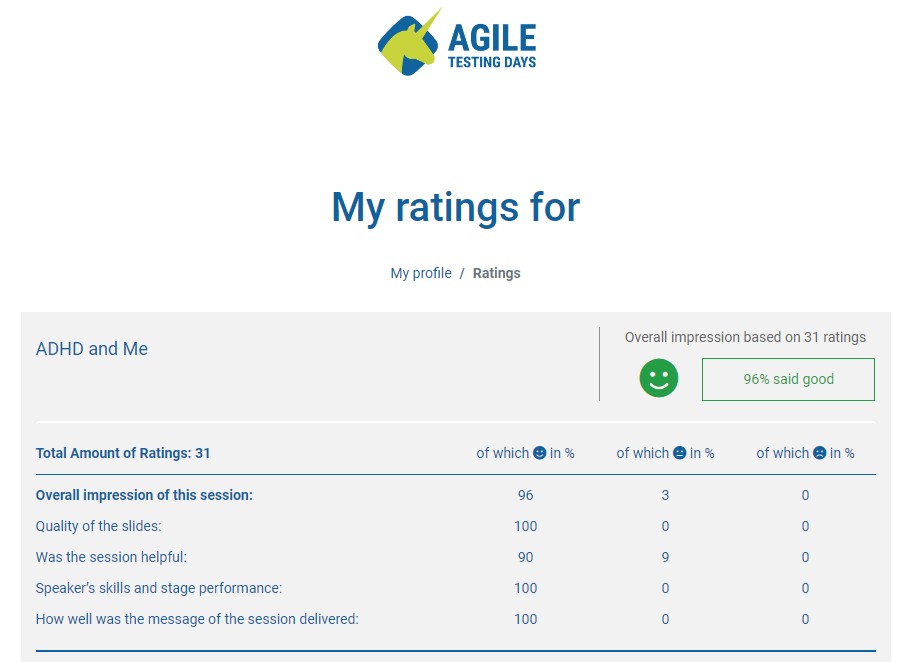 AGILE
TESTING DAYS
My ratings for
My profile / Ratings
ADHD and Me
Overall impression based on 31 ratings
96% said good
Total Amount of Ratings: 31 of which in % of which in % of which in %
Overall impression of this session: 96 3 0
Quality of the slides: 100 0 0
Was the session helpful: 90 9 0
Speaker's skills and stage performance: 100 0 0
How well was the message of the session delivered: 100 0 0